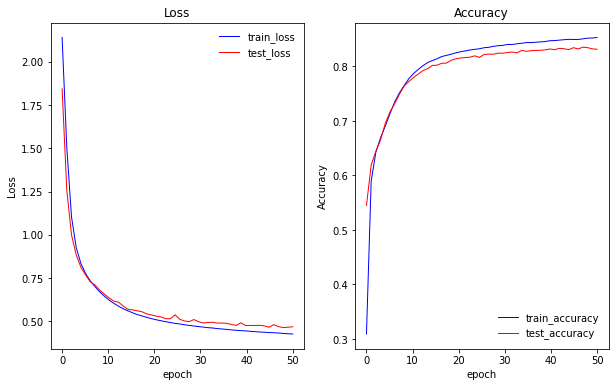 Loss
Loss
2.00
1.75
1.50
1.25
1.00
0.75
0.50
train_loss
test_loss
0 10 20 30 40 50
epoch
Accuracy
Accuracy
0.8
0.7
0.6
0.5
0.4
0.3
train_accuracy
test_accuracy
0 10 20 30 40 50
epoch